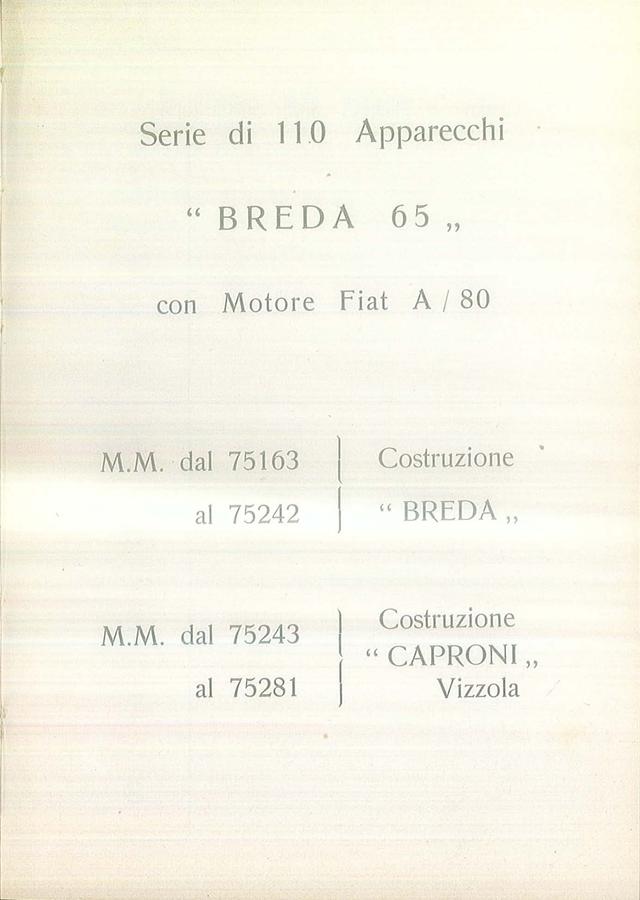 Serie di 110 Apparecchi
“ BREDA 65 „
con Motore Fiat A / 80
M.M. dal 75163
al 75242
Costruzione
“ BREDA „
M.M. dal 75243
al 75281
Costruzione
“ CAPRONI „
Vizzola